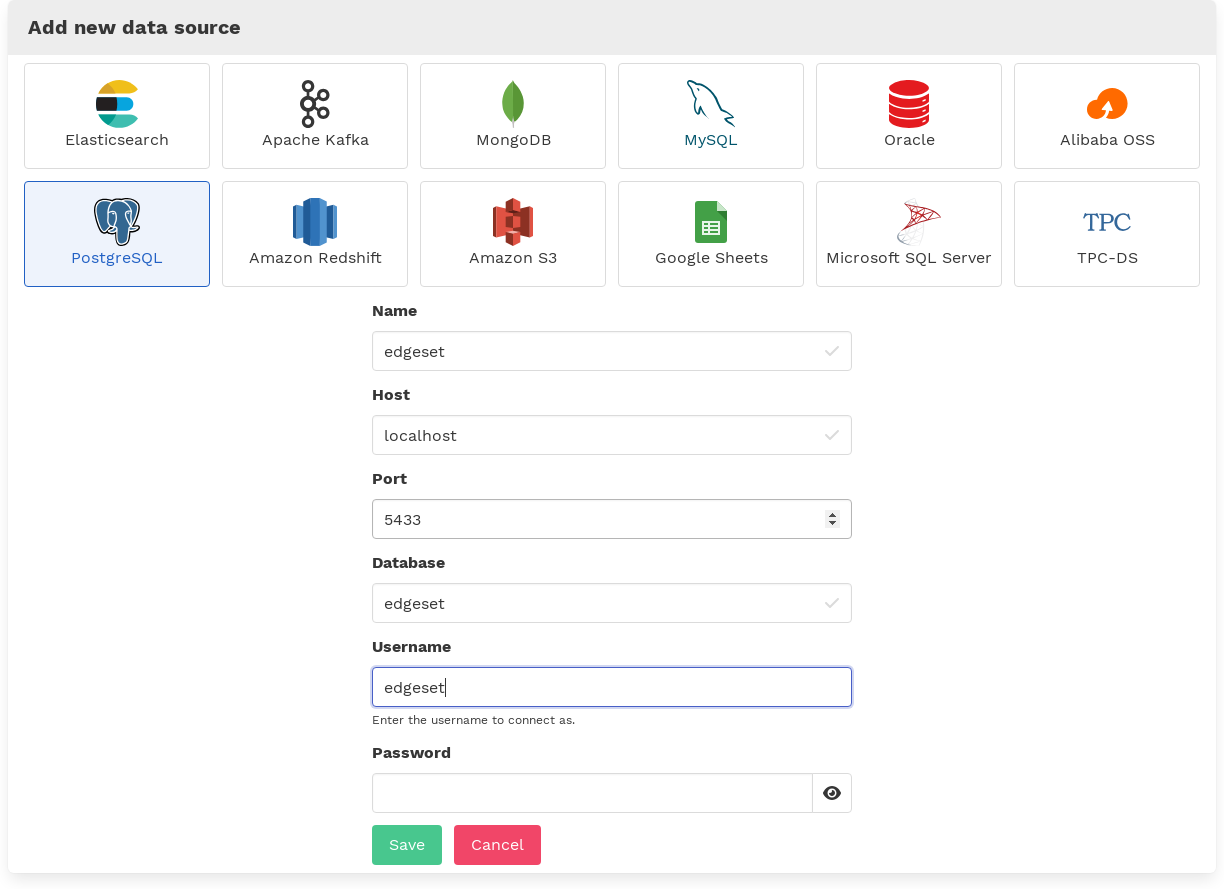 Add new data source
Elasticsearch
Apache Kafka
MongoDB
MySQL
Oracle
Alibaba OSS
PostgreSQL
Amazon Redshift
Amazon S3
Google Sheets
Microsoft SQL Server
TPC
TPC-DS
Name
edgeset
Host
localhost
Port
5433
Database
edgeset
Username
edgeset
Enter the username to connect as.
Password
Save
Cancel